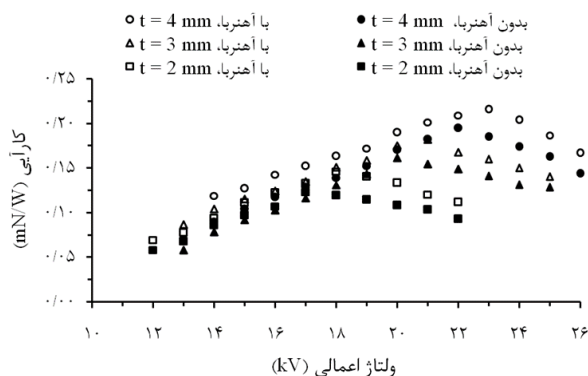 با آهنربا، t = 4 mm بدون آهنربا، t = 4 mm
با آهنربا، t = 3 mm بدون آهنربا، t = 3 mm
با آهنربا، t = 2 mm بدون آهنربا، t = 2 mm
۰/۲۵
۰/۲۰
۰/۱۵
۰/۱۰
۰/۰۵
۰/۰۰
کارآیی (mN/W)
۱۰ ۱۲ ۱۴ ۱۶ ۱۸ ۲۰ ۲۲ ۲۴ ۲۶
ولتاژ اعمالی (kV)